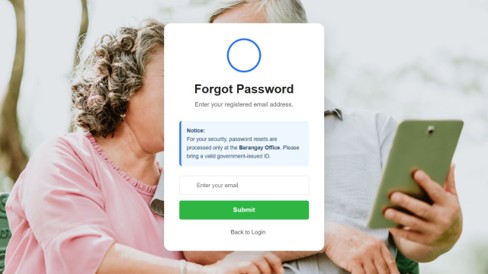 Forgot Password
Enter your registered email address.
Notice:
For your security, password resets are
processed only at the Barangay Office. Please
bring a valid government-issued ID.
Enter your email
Submit
Back to Login